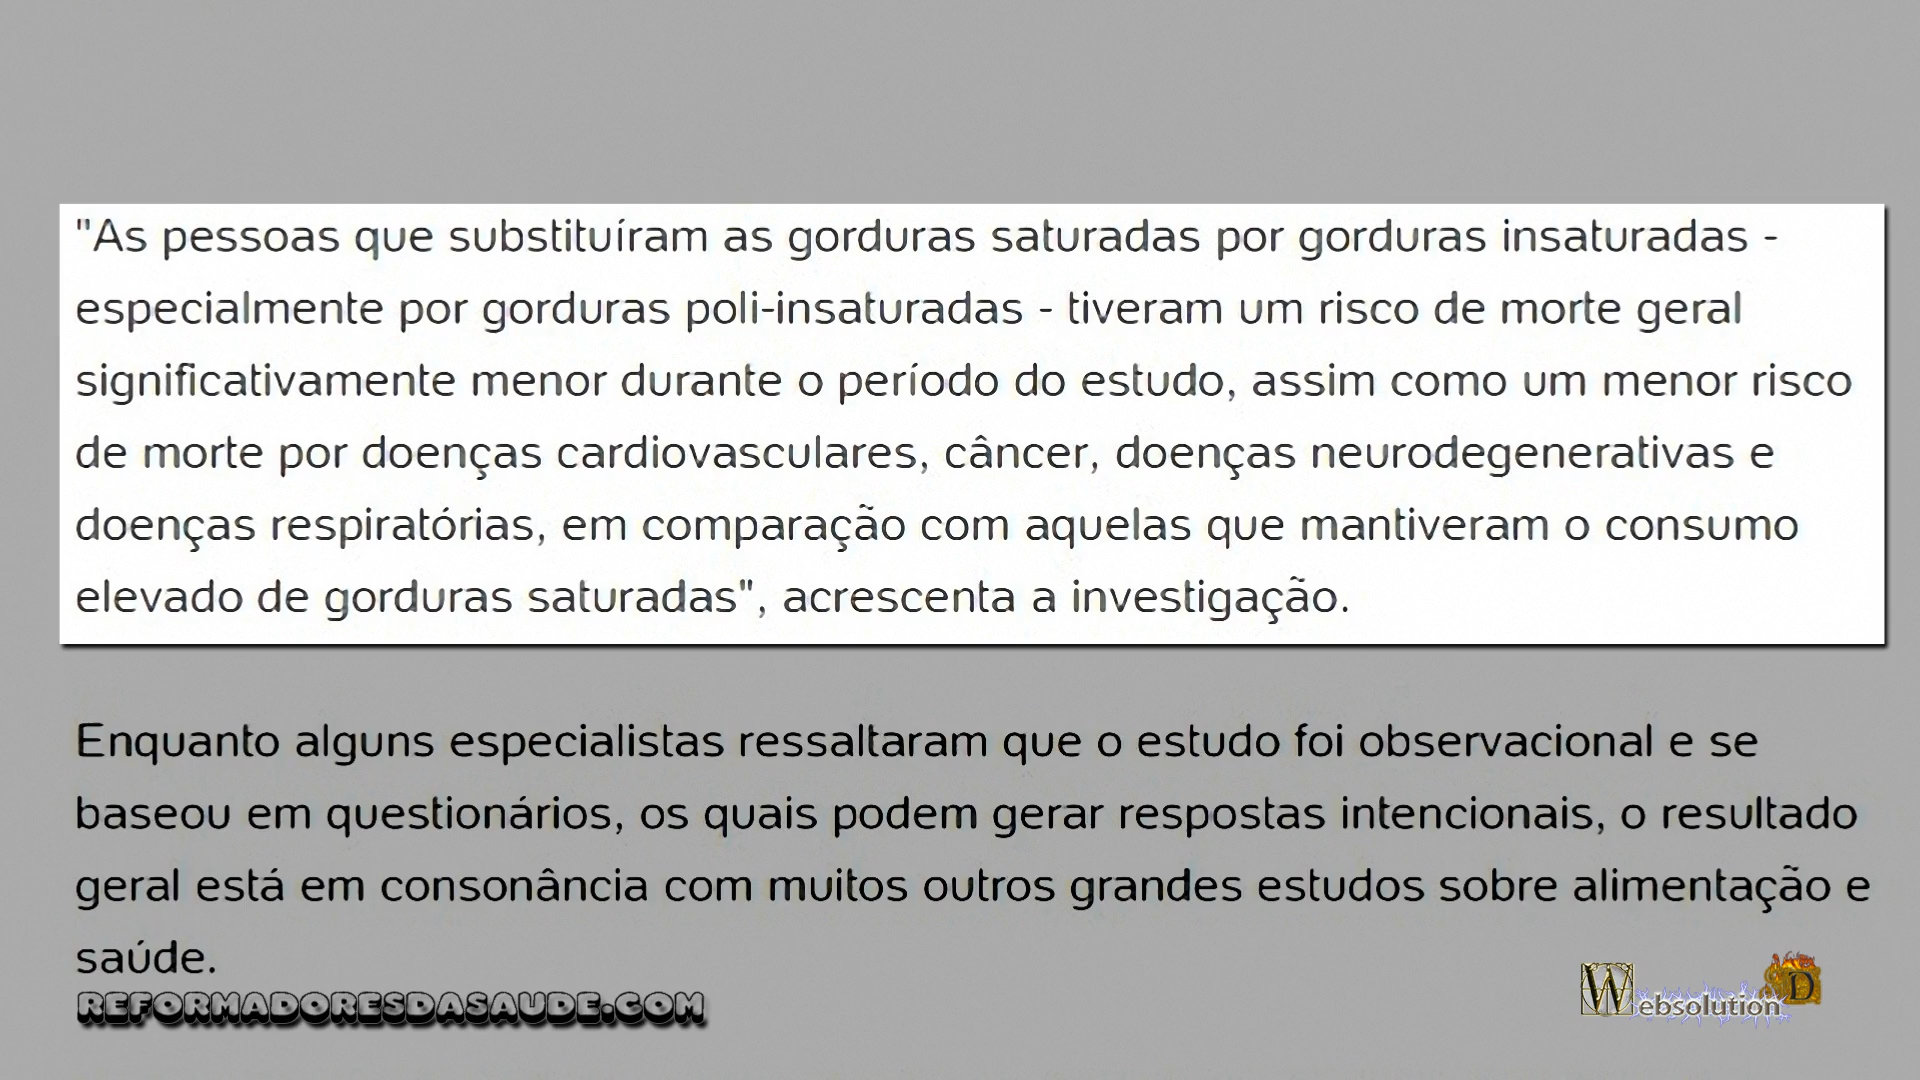 "As pessoas que substituíram as gorduras saturadas por gorduras insaturadas -
especialmente por gorduras poli-insaturadas - tiveram um risco de morte geral
significativamente menor durante o período do estudo, assim como um menor risco
de morte por doenças cardiovasculares, câncer, doenças neurodegenerativas e
doenças respiratórias, em comparação com aquelas que mantiveram o consumo
elevado de gorduras saturadas", acrescenta a investigação.
Enquanto alguns especialistas ressaltaram que o estudo foi observacional e se
baseou em questionários, os quais podem gerar respostas intencionais, o resultado
geral está em consonância com muitos outros grandes estudos sobre alimentação e
saúde.
REFORMADORESDASAUDE.COM
Websolution D